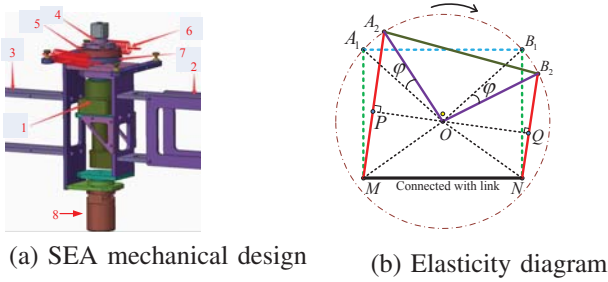 4
5
6
3
7
2
1
8
(a) SEA mechanical design
A₂
A₁
B₁
B₂
φ
φ
P
O
Q
M
Connected with link
N
(b) Elasticity diagram